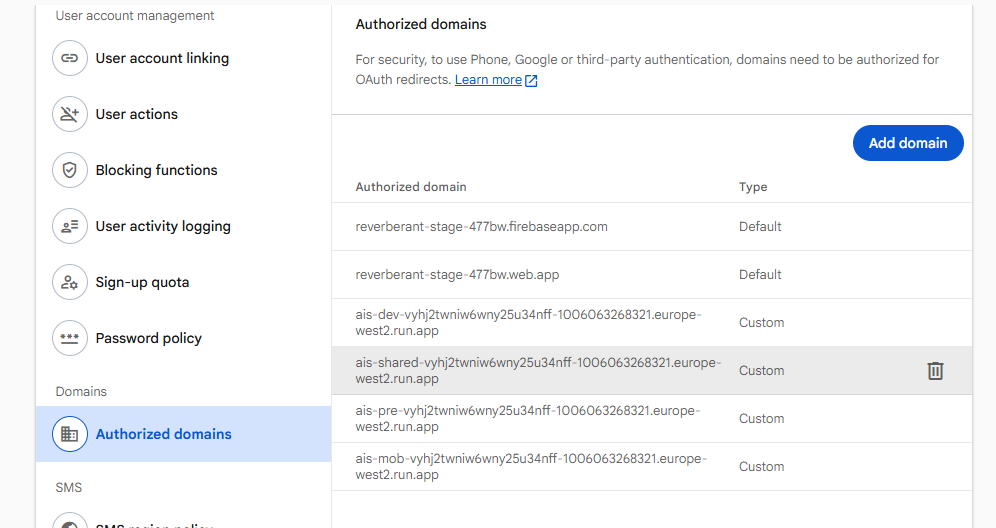 User account management
User account linking
User actions
Blocking functions
User activity logging
Sign-up quota
Password policy
Domains
Authorized domains
SMS
SMS region policy
Authorized domains
For security, to use Phone, Google or third-party authentication, domains need to be authorized for
OAuth redirects. Learn more
Add domain
Authorized domain Type
reverberant-stage-477bw.firebaseapp.com Default
reverberant-stage-477bw.web.app Default
ais-dev-vyhj2twniw6wny25u34nff-1006063268321.europe-
west2.run.app Custom
ais-shared-vyhj2twniw6wny25u34nff-1006063268321.europe-
west2.run.app Custom
ais-pre-vyhj2twniw6wny25u34nff-1006063268321.europe-
west2.run.app Custom
ais-mob-vyhj2twniw6wny25u34nff-1006063268321.europe-
west2.run.app Custom